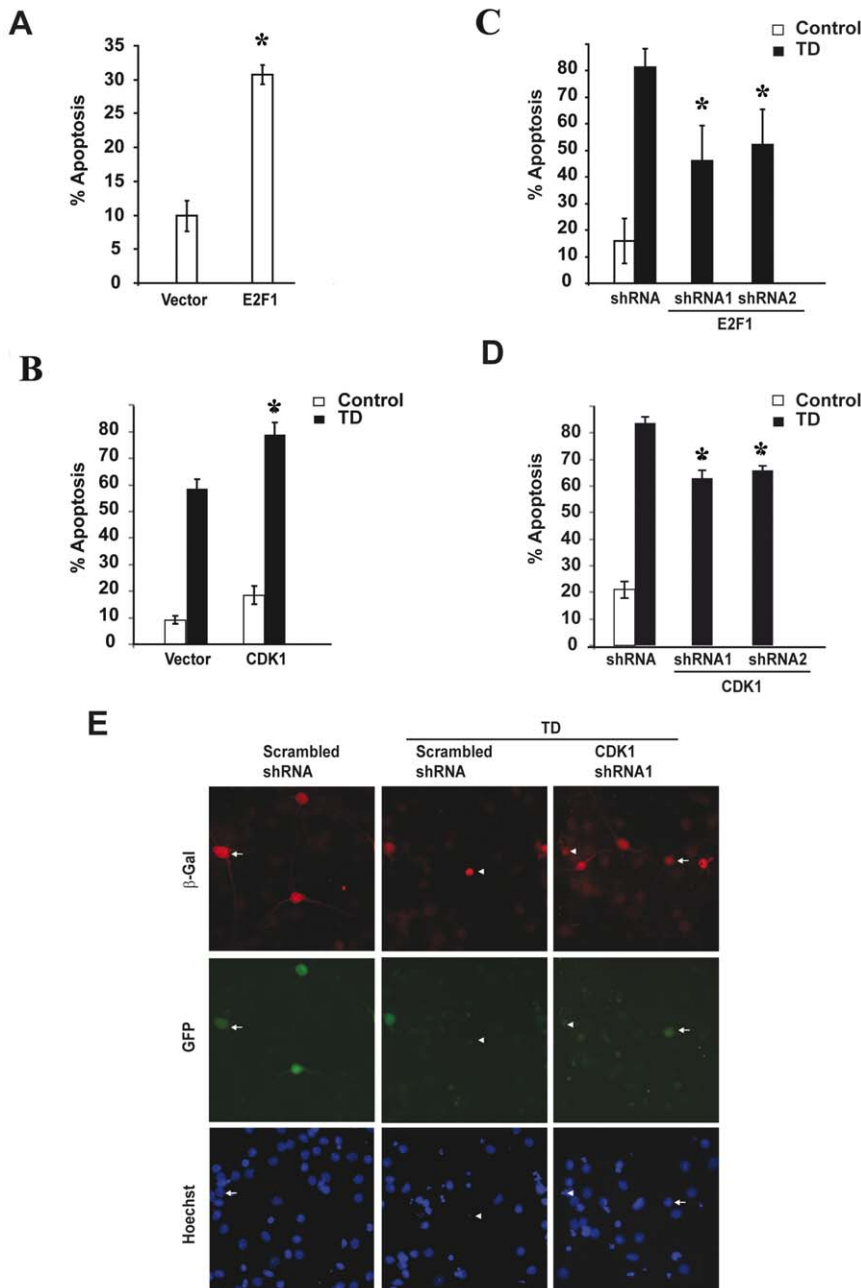 A
% Apoptosis
35
30
25
20
15
10
5
0
*
Vector E2F1
B
Control
TD
% Apoptosis
80
70
60
50
40
30
20
10
0
*
Vector CDK1
C
Control
TD
% Apoptosis
80
70
60
50
40
30
20
10
0
* *
shRNA shRNA1 shRNA2
E2F1
D
Control
TD
% Apoptosis
80
70
60
50
40
30
20
10
0
* *
shRNA shRNA1 shRNA2
CDK1
E
TD
Scrambled Scrambled CDK1
shRNA shRNA shRNA1
β-Gal
GFP
Hoechst